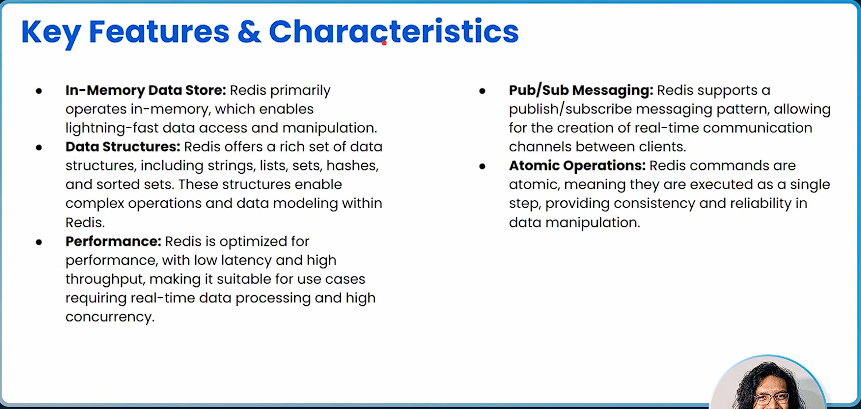 Key Features & Characteristics
● In-Memory Data Store: Redis primarily
operates in-memory, which enables
lightning-fast data access and manipulation.
● Data Structures: Redis offers a rich set of data
structures, including strings, lists, sets, hashes,
and sorted sets. These structures enable
complex operations and data modeling within
Redis.
● Performance: Redis is optimized for
performance, with low latency and high
throughput, making it suitable for use cases
requiring real-time data processing and high
concurrency.
● Pub/Sub Messaging: Redis supports a
publish/subscribe messaging pattern, allowing
for the creation of real-time communication
channels between clients.
● Atomic Operations: Redis commands are
atomic, meaning they are executed as a single
step, providing consistency and reliability in
data manipulation.